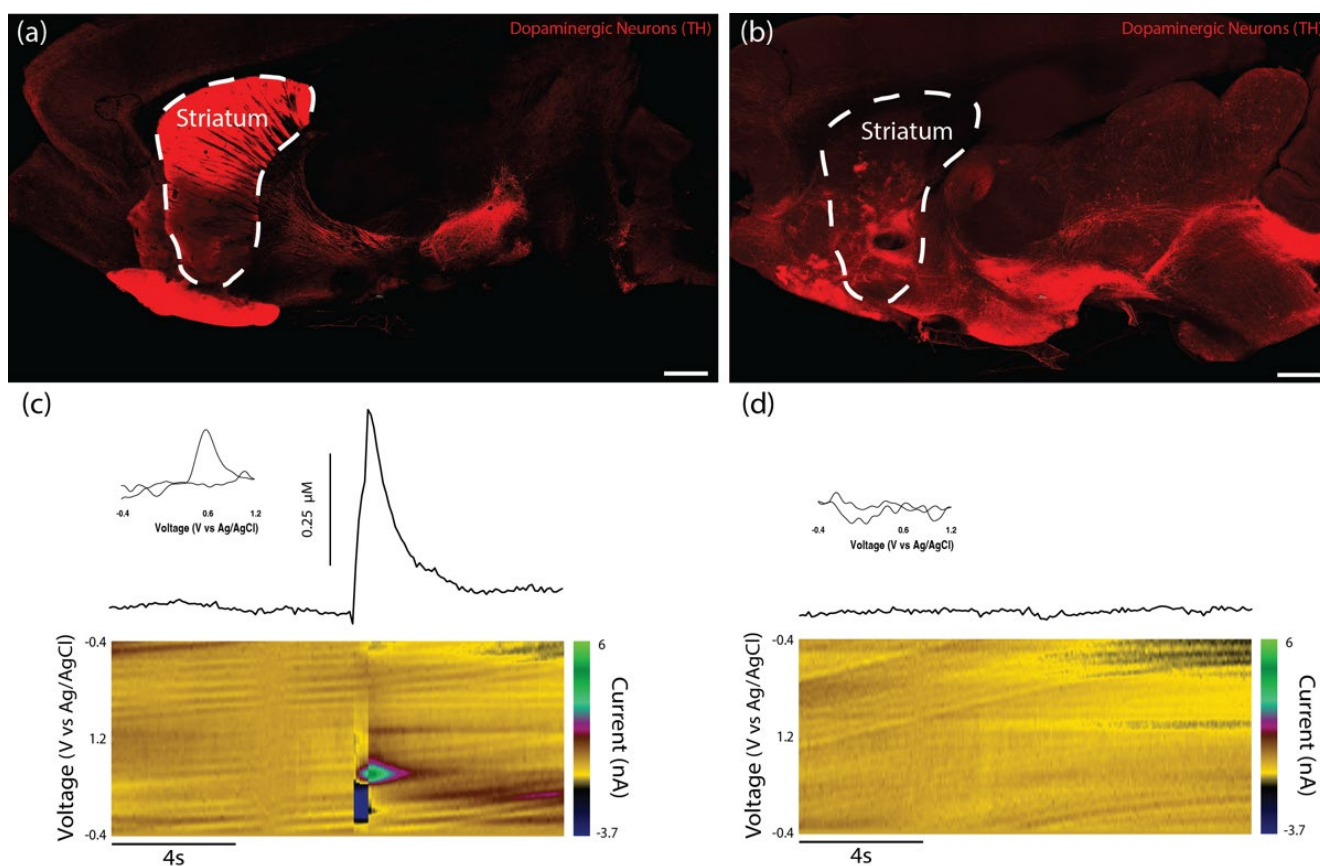 (a)
Dopaminergic Neurons (TH)
Striatum
(b)
Dopaminergic Neurons (TH)
Striatum
(c)
-0.4
0.6
1.2
Voltage (V vs Ag/AgCl)
0.25 μM
Voltage (V vs Ag/AgCl)
-0.4
1.2
-0.4
4s
6
-3.7
Current (nA)
(d)
-0.4
0.6
1.2
Voltage (V vs Ag/AgCl)
Voltage (V vs Ag/AgCl)
-0.4
1.2
-0.4
4s
6
-3.7
Current (nA)